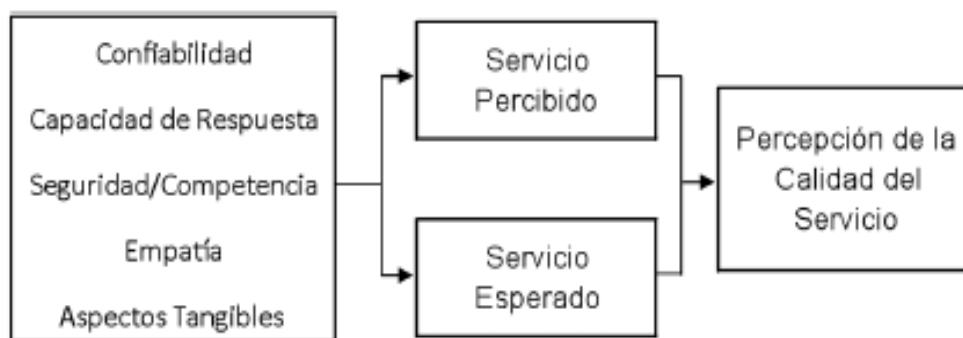 Confiabilidad
Capacidad de Respuesta
Seguridad/Competencia
Empatía
Aspectos Tangibles
Servicio
Percibido
Servicio
Esperado
Percepción de la
Calidad del
Servicio